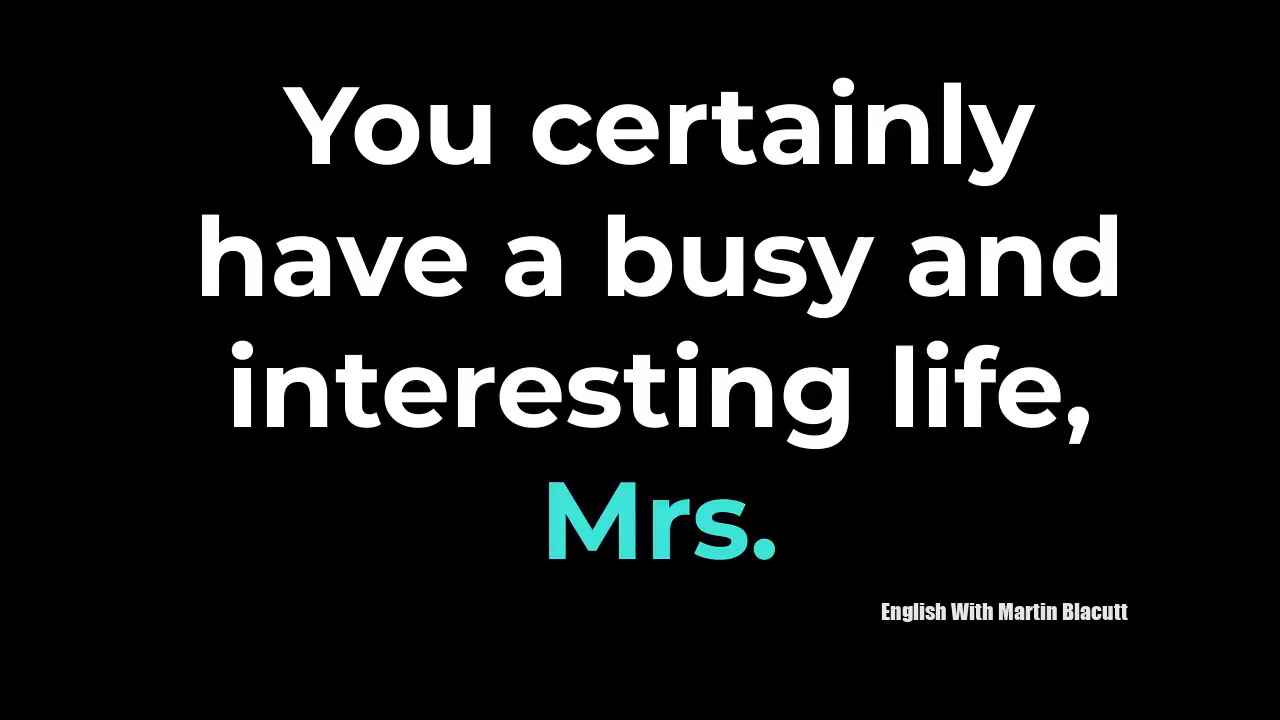 You certainly
have a busy and
interesting life,
Mrs.
English With Martin Blacutt